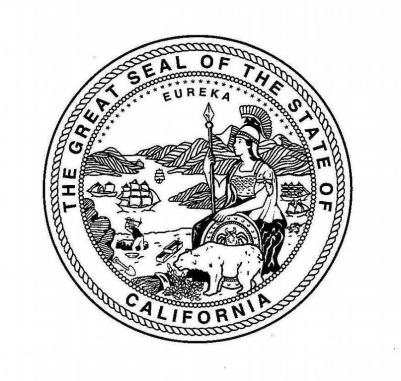 THE GREAT SEAL OF THE STATE OF
EUREKA
CALIFORNIA